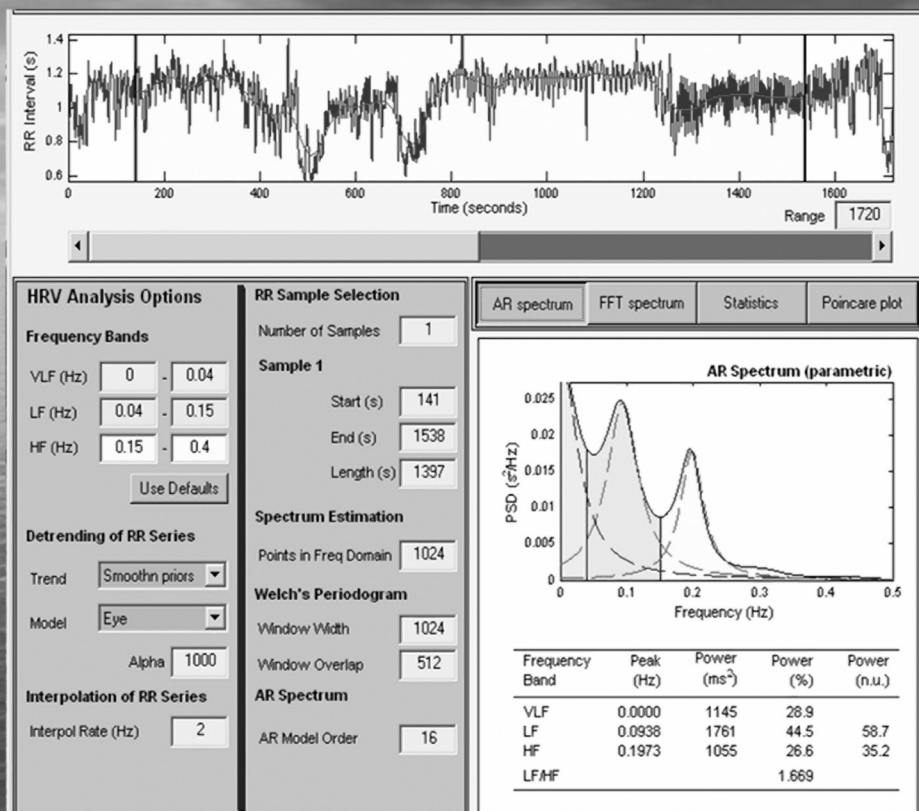 1.4
1.2
1
0.8
0.6
RR Interval (s)
0 200 400 600 800 1000 1200 1400 1600
Time (seconds)
Range 1720
HRV Analysis Options
Frequency Bands
VLF (Hz) 0 - 0.04
LF (Hz) 0.04 - 0.15
HF (Hz) 0.15 - 0.4
Use Defaults
Detrending of RR Series
Trend Smoothn priors
Model Eye
Alpha 1000
Interpolation of RR Series
Interpol Rate (Hz) 2
RR Sample Selection
Number of Samples 1
Sample 1
Start (s) 141
End (s) 1538
Length (s) 1397
Spectrum Estimation
Points in Freq Domain 1024
Welch's Periodogram
Window Width 1024
Window Overlap 512
AR Spectrum
AR Model Order 16
AR spectrum FFT spectrum Statistics Poincare plot
AR Spectrum (parametric)
0.025
0.02
0.015
0.01
0.005
0
PSD (s²/Hz)
0 0.1 0.2 0.3 0.4 0.5
Frequency (Hz)
Frequency Peak Power Power Power
Band (Hz) (ms²) (%) (n.u.)
VLF 0.0000 1145 28.9
LF 0.0938 1761 44.5 58.7
HF 0.1973 1055 26.6 35.2
LF/HF 1.669